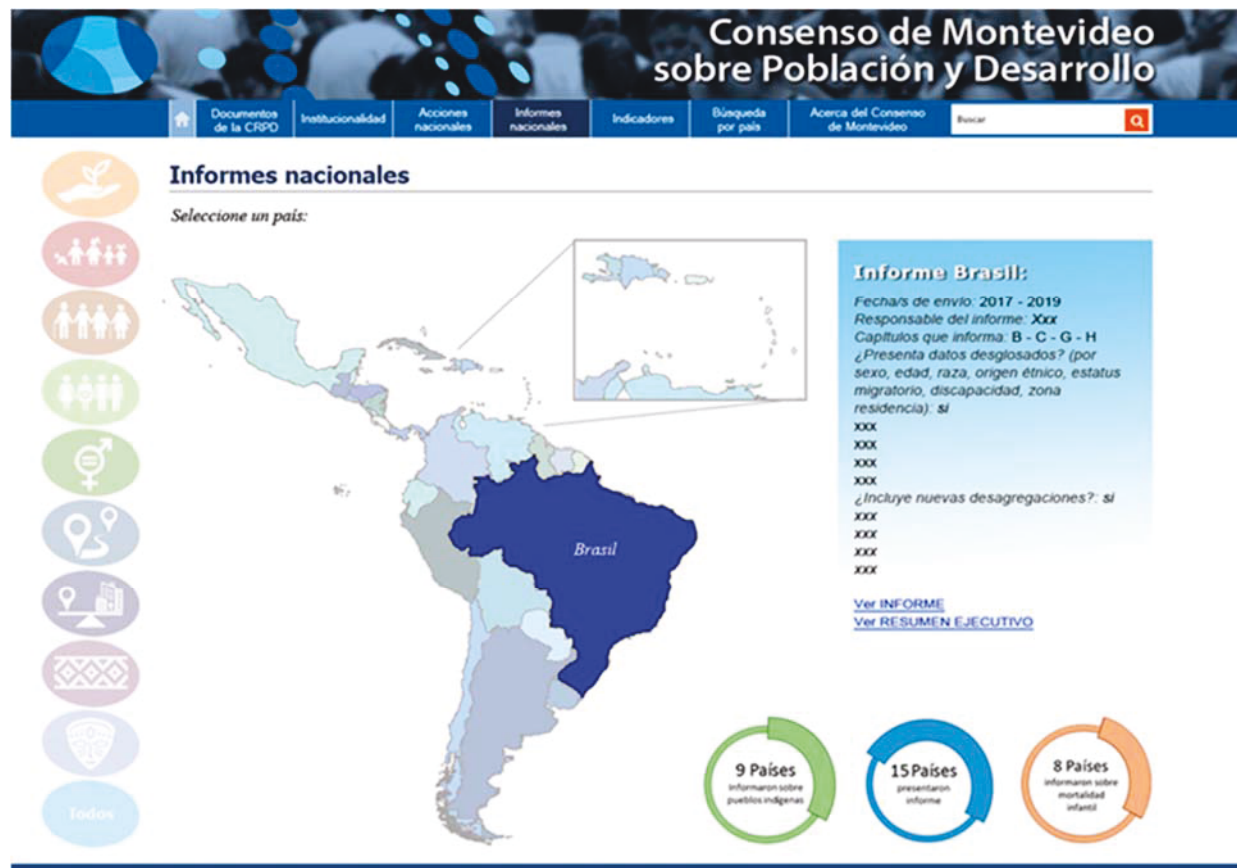 Consenso de Montevideo
sobre Población y Desarrollo
Documentos
de la CRPD
Institucionalidad
Acciones
nacionales
Informes
nacionales
Indicadores
Búsqueda
por país
Acerca del Consenso
de Montevideo
Buscar
Informes nacionales
Seleccione un país:
Informe Brasil:
Fecha/s de envío: 2017 - 2019
Responsable del informe: Xxx
Capítulos que informa: B - C - G - H
¿Presenta datos desglosados? (por
sexo, edad, raza, origen étnico, estatus
migratorio, discapacidad, zona
residencia): si
xxx
xxx
xxx
xxx
¿Incluye nuevas desagregaciones?: si
xxx
xxx
xxx
xxx
Ver INFORME
Ver RESUMEN EJECUTIVO
Brasil
Todos
9 Países
Informaron sobre
pueblos indígenas
15 Países
presentaron
informe
8 Países
informaron sobre
mortalidad
infantil